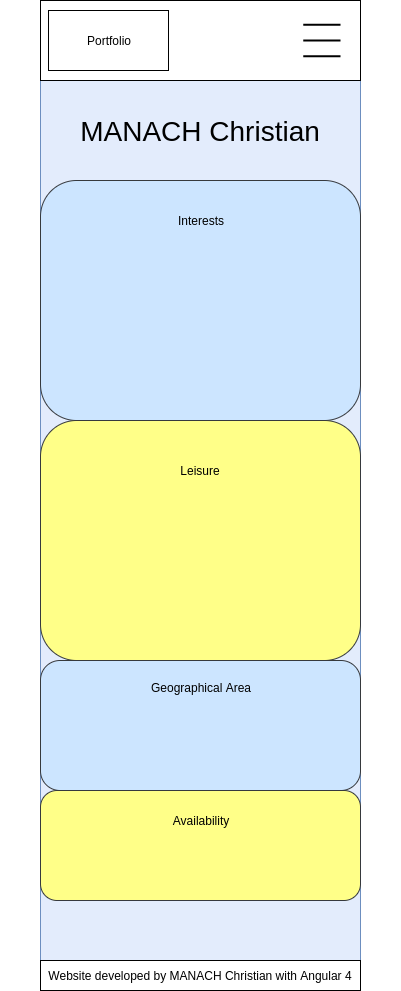 Portfolio
MANACH Christian
Interests
Leisure
Geographical Area
Availability
Website developed by MANACH Christian with Angular 4